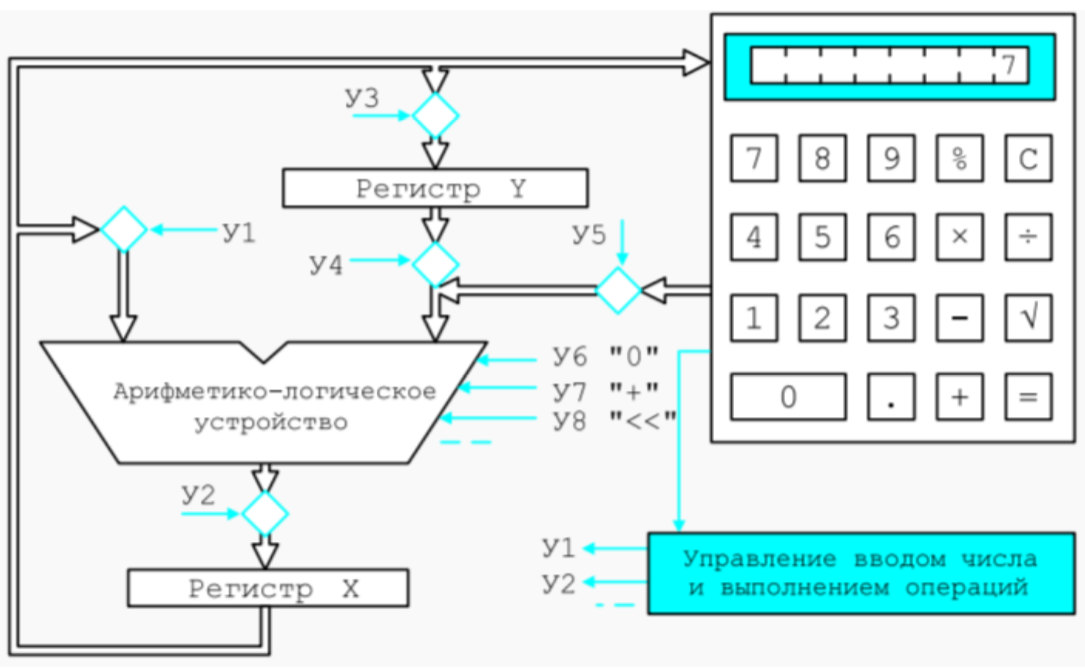 7
У3
7 8 9 % C
Регистр Y
У1
У5
4 5 6 × ÷
У4
1 2 3 - √
У6 "0"
Арифметико-логическое
устройство
У7 "+"
У8 "<<"
0 . + =
У2
У1
Управление вводом числа
и выполнением операций
У2
Регистр X